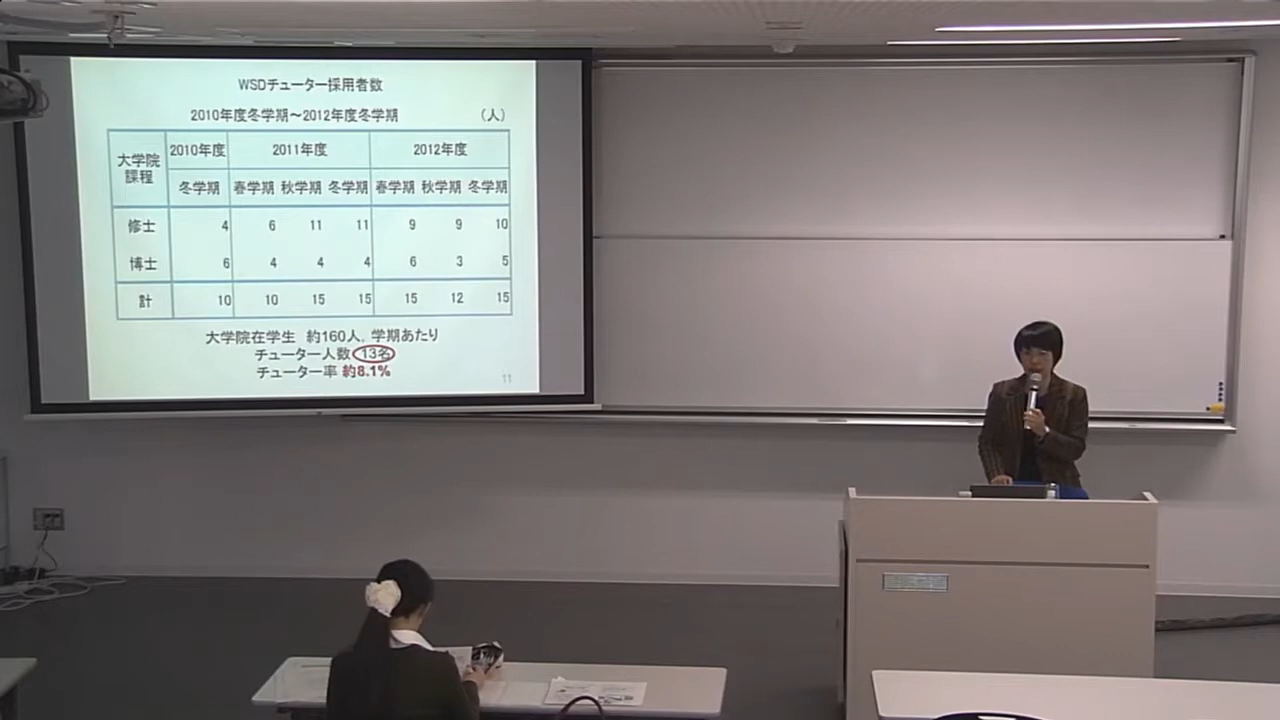 WSDチューター採用者数
2010年度冬学期～2012年度冬学期 （人）
大学院課程 2010年度 2011年度 2012年度
冬学期 春学期 秋学期 冬学期 春学期 秋学期 冬学期
修士 4 6 11 11 9 9 10
博士 6 4 4 4 6 3 5
計 10 10 15 15 15 12 15
大学院在学生 約160人。学期あたり
チューター人数 13名
チューター率 約8.1%
11